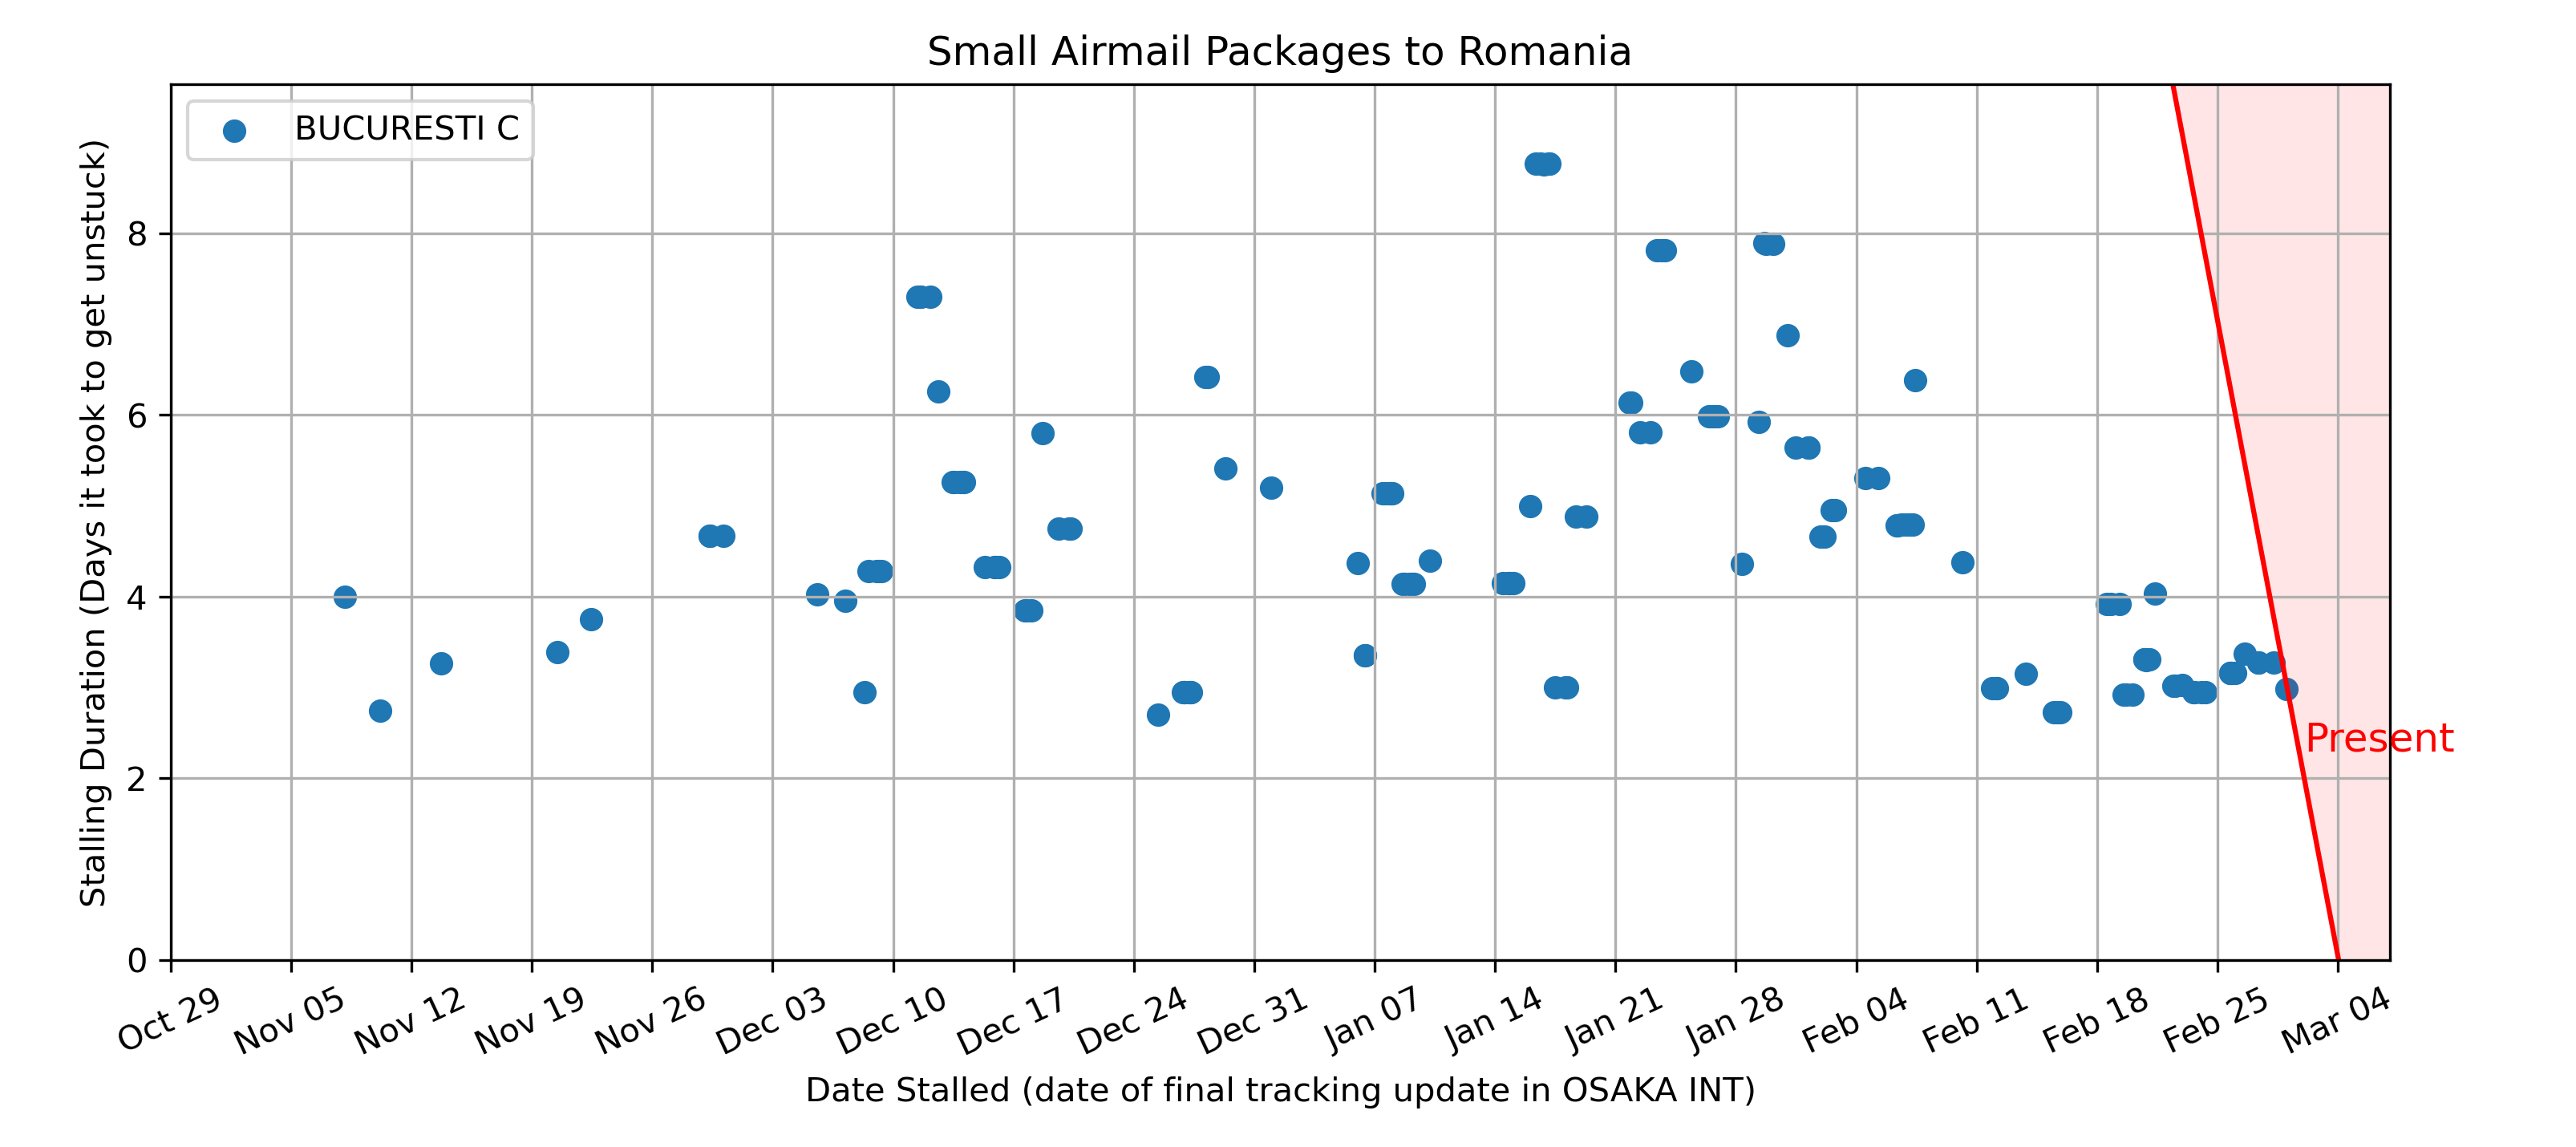 Small Airmail Packages to Romania
BUCURESTI C
Stalling Duration (Days it took to get unstuck)
8
6
4
2
0
Present
Oct 29 Nov 05 Nov 12 Nov 19 Nov 26 Dec 03 Dec 10 Dec 17 Dec 24 Dec 31 Jan 07 Jan 14 Jan 21 Jan 28 Feb 04 Feb 11 Feb 18 Feb 25 Mar 04
Date Stalled (date of final tracking update in OSAKA INT)